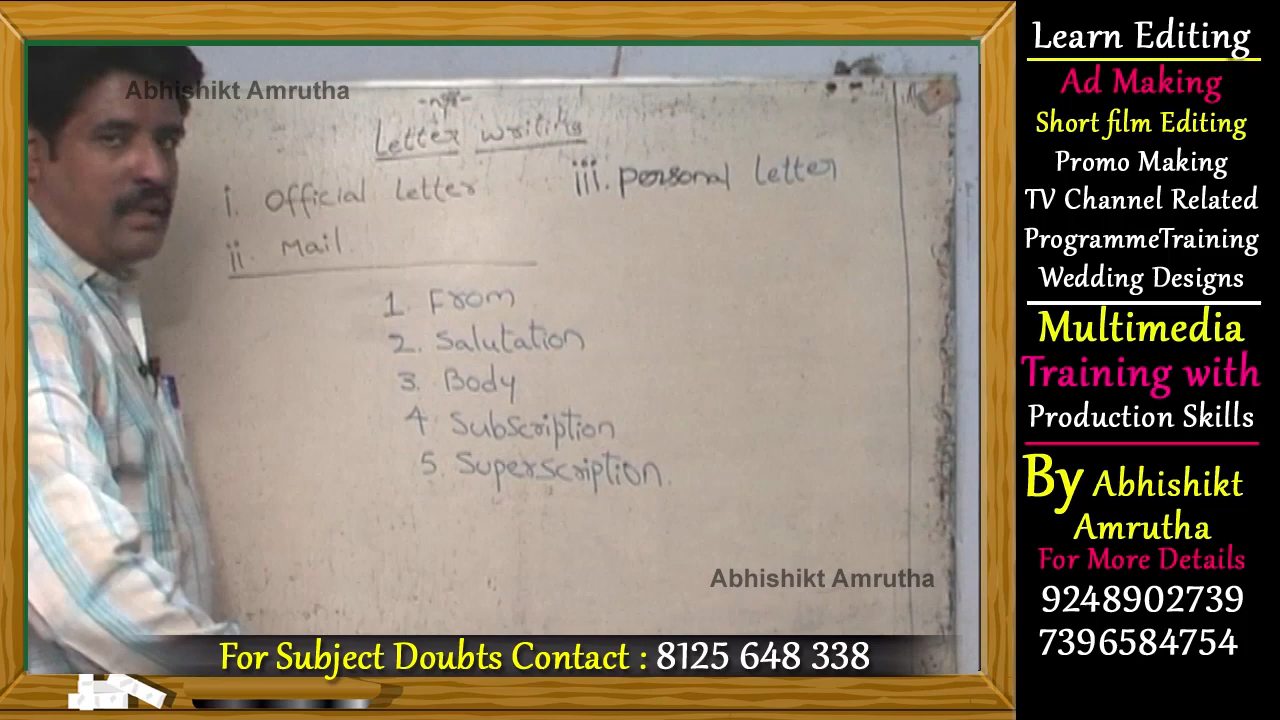 Abhishikt Amrutha
Letter writing
i. official Letter
iii. personal Letter
ii. Mail
1. From
2. Salutation
3. Body
4 Subscription
5 Superscription.
Abhishikt Amrutha
For Subject Doubts Contact : 8125 648 338
Learn Editing
Ad Making
Short film Editing
Promo Making
TV Channel Related
ProgrammeTraining
Wedding Designs
Multimedia
Training with
Production Skills
By Abhishikt
Amrutha
For More Details
9248902739
7396584754